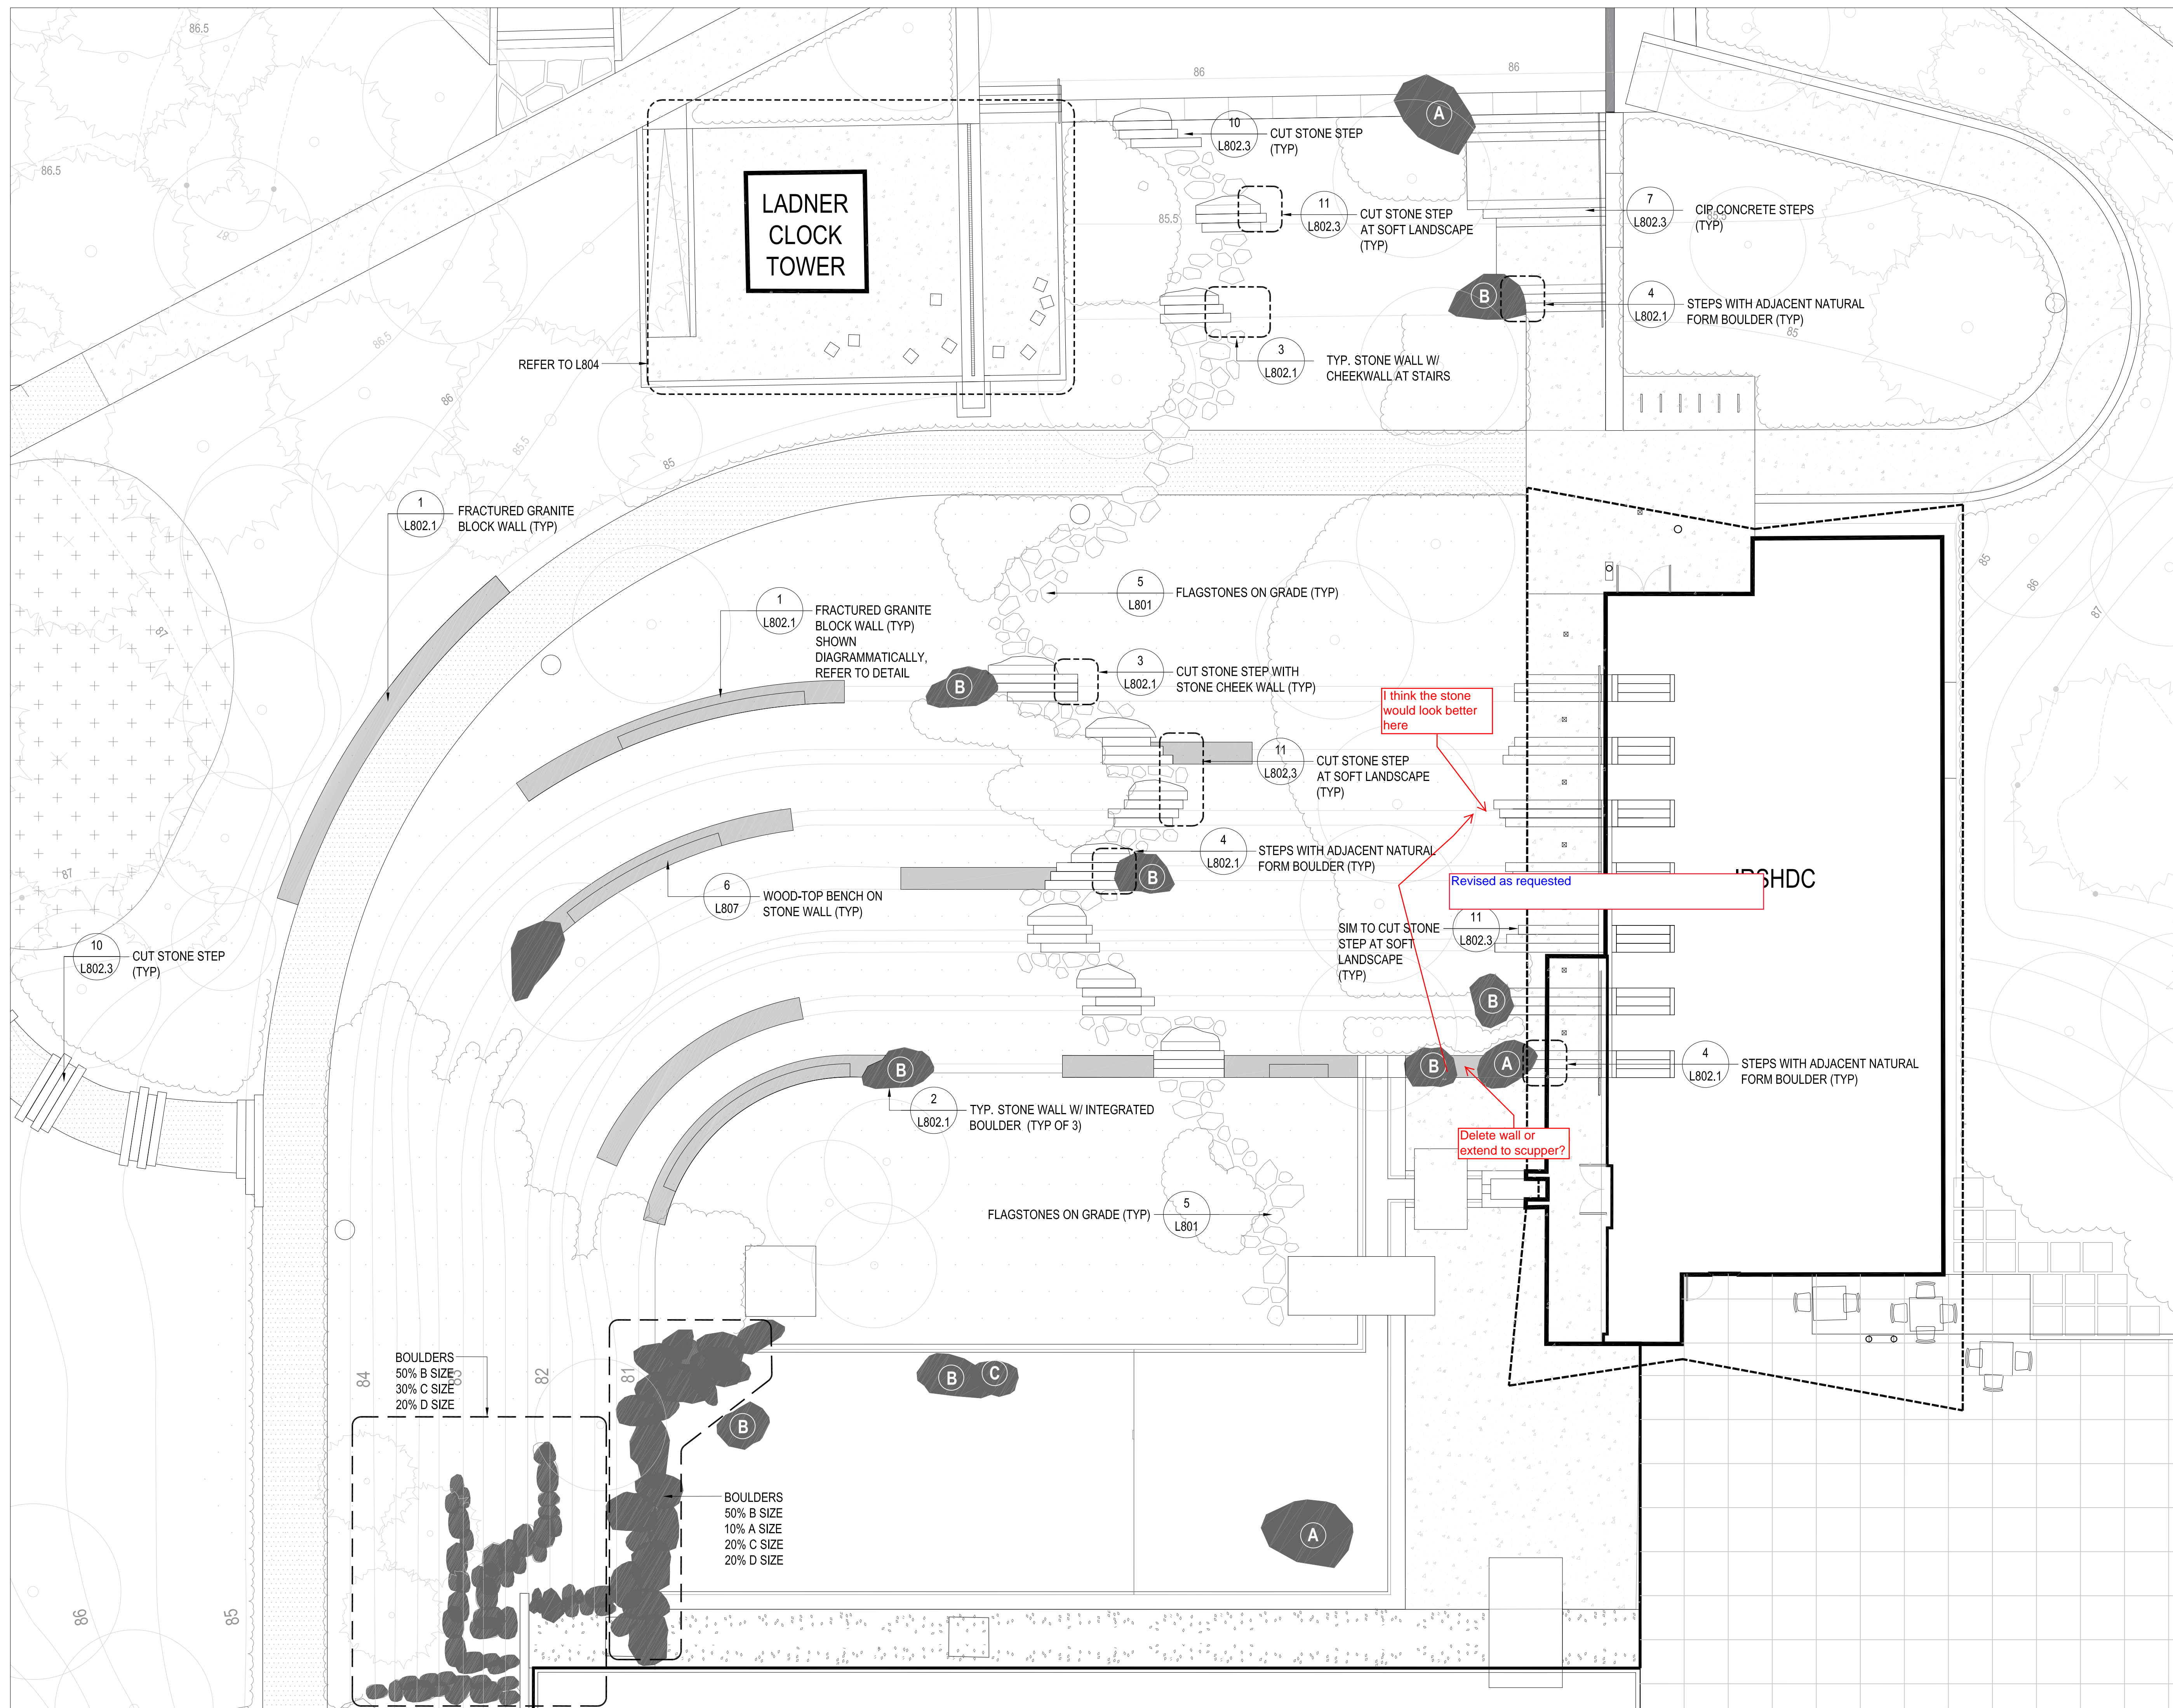 86.5
86
86
A
10
L802.3
CUT STONE STEP
(TYP)
86.5
LADNER
CLOCK
TOWER
11
L802.3
CUT STONE STEP
AT SOFT LANDSCAPE
(TYP)
85.5
7
L802.3
CIP CONCRETE STEPS
(TYP)
85.5
87
B
4
L802.1
STEPS WITH ADJACENT NATURAL
FORM BOULDER (TYP)
85
86.5
REFER TO L804
3
L802.1
TYP. STONE WALL W/
CHEEKWALL AT STAIRS
86
85.5
85
1
L802.1
FRACTURED GRANITE
BLOCK WALL (TYP)
85
86
87
5
L801
FLAGSTONES ON GRADE (TYP)
1
L802.1
FRACTURED GRANITE
BLOCK WALL (TYP)
SHOWN
DIAGRAMMATICALLY,
REFER TO DETAIL
87
3
L802.1
CUT STONE STEP WITH
STONE CHEEK WALL (TYP)
B
I think the stone
would look better
here
11
L802.3
CUT STONE STEP
AT SOFT LANDSCAPE
(TYP)
4
L802.1
STEPS WITH ADJACENT NATURAL
FORM BOULDER (TYP)
B
87
6
L807
WOOD-TOP BENCH ON
STONE WALL (TYP)
Revised as requested
SHDC
SIM TO CUT STONE
STEP AT SOFT
LANDSCAPE
(TYP)
11
L802.3
10
L802.3
CUT STONE STEP
(TYP)
B
B
B
A
4
L802.1
STEPS WITH ADJACENT NATURAL
FORM BOULDER (TYP)
2
L802.1
TYP. STONE WALL W/ INTEGRATED
BOULDER (TYP OF 3)
Delete wall or
extend to scupper?
FLAGSTONES ON GRADE (TYP)
5
L801
BOULDERS
50% B SIZE
30% C SIZE
20% D SIZE
84
83
82
81
B
C
B
BOULDERS
50% B SIZE
10% A SIZE
20% C SIZE
20% D SIZE
A
86
85